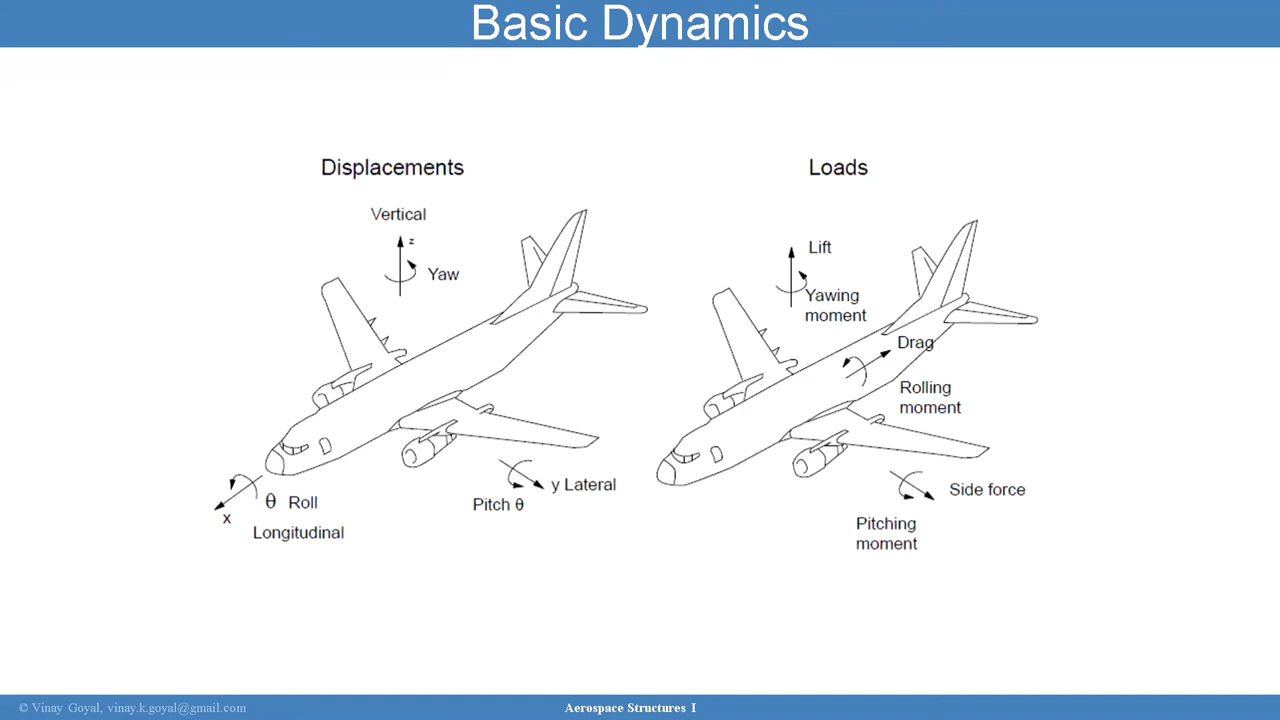 Basic Dynamics
Displacements
Vertical
z
Yaw
θ Roll
x
Longitudinal
y Lateral
Pitch θ
Loads
Lift
Yawing
moment
Drag
Rolling
moment
Side force
Pitching
moment
© Vinay Goyal, vinay.k.goyal@gmail.com
Aerospace Structures I